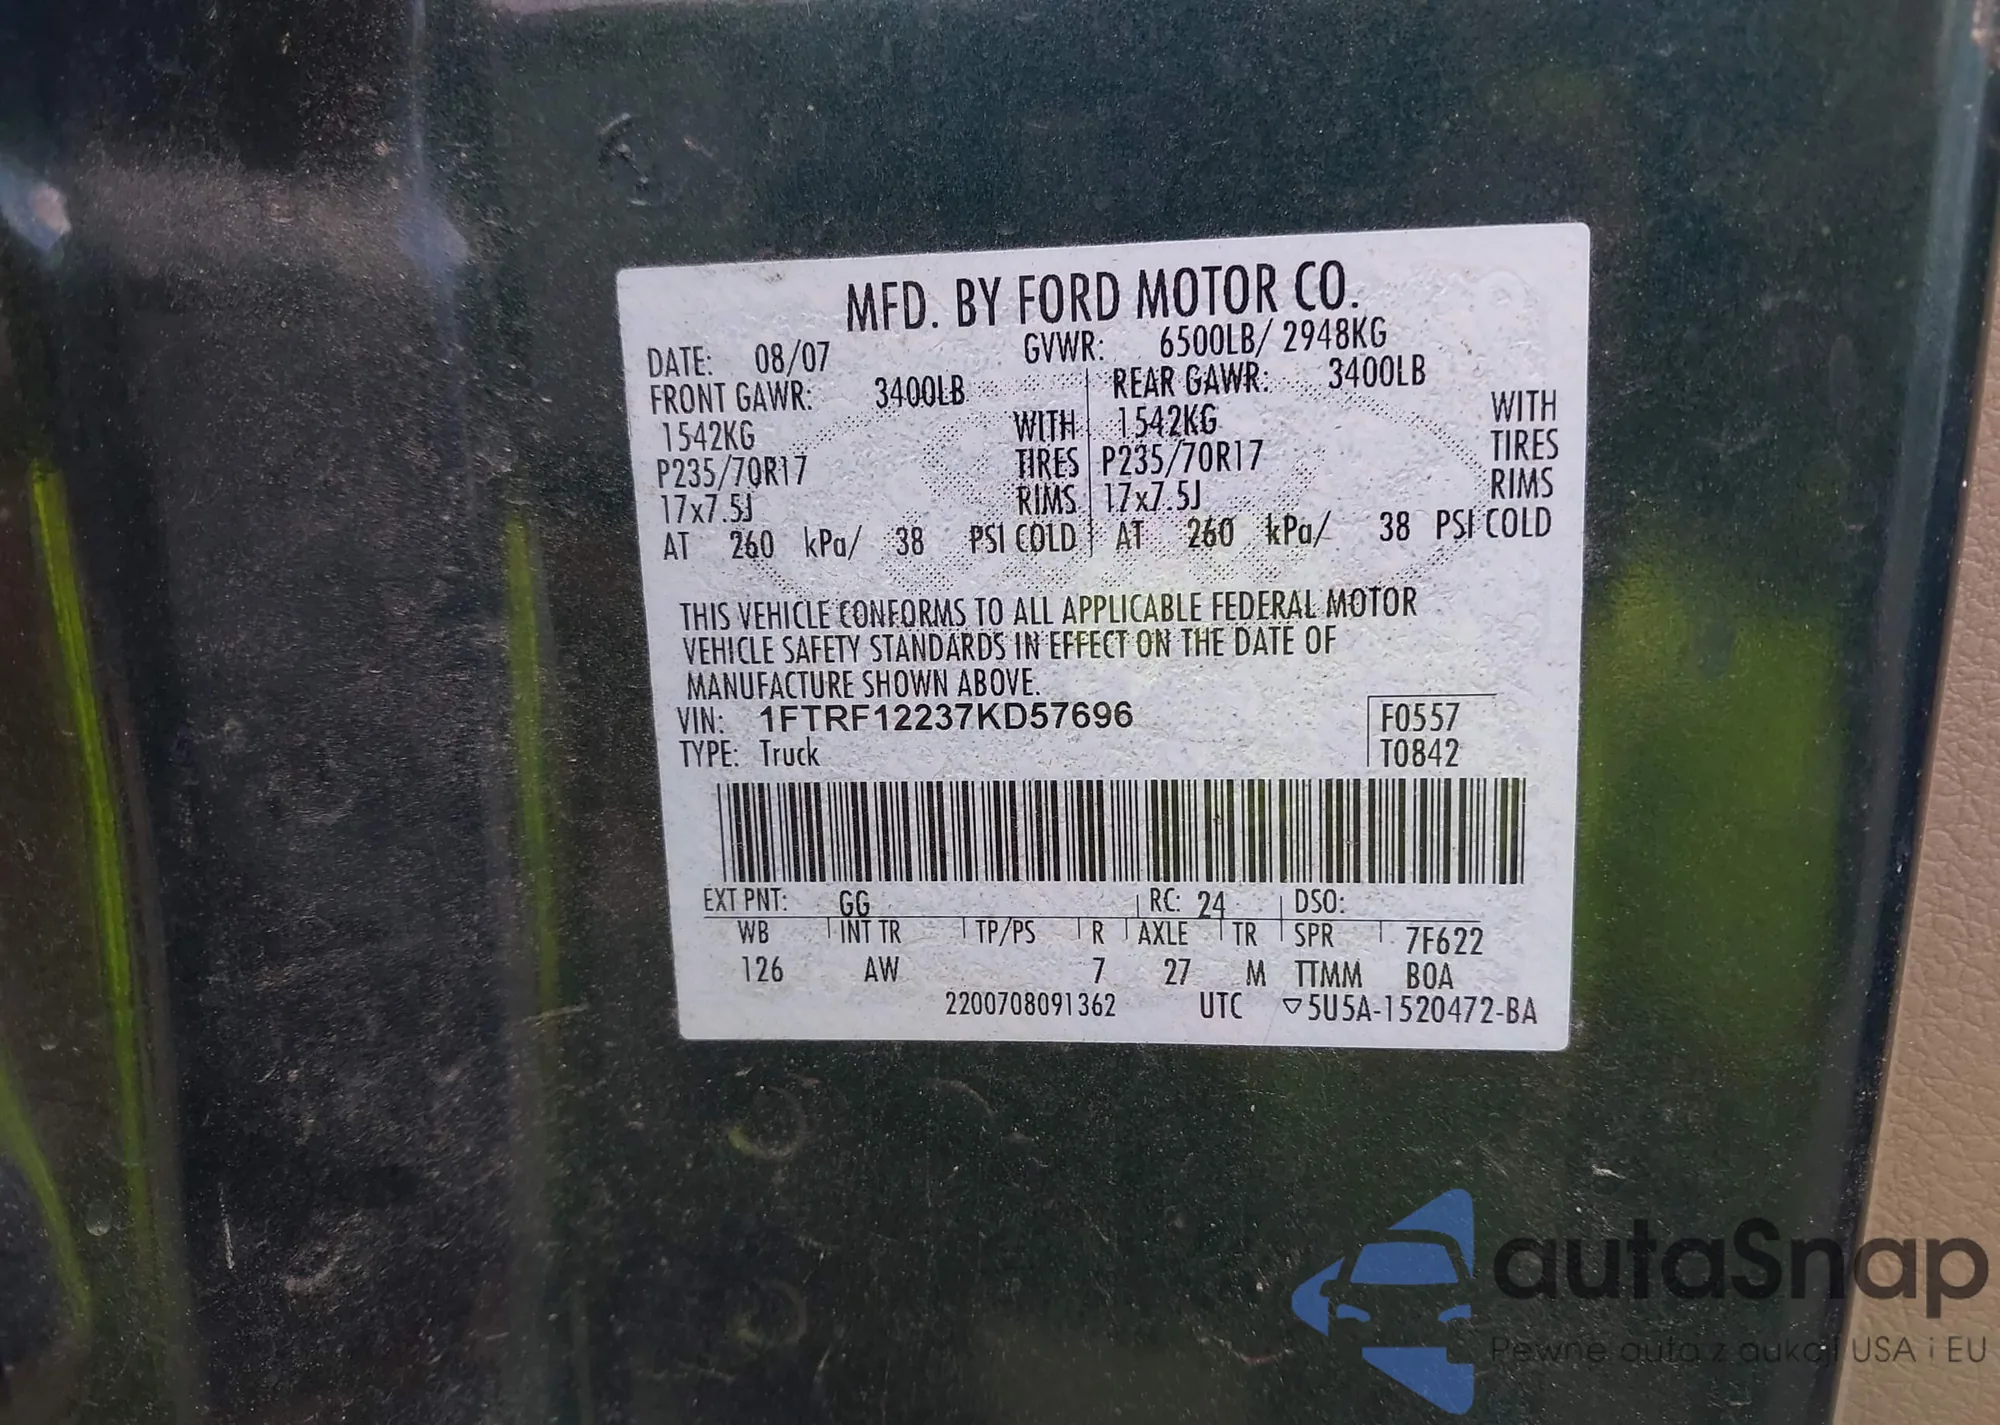 MFD. BY FORD MOTOR CO.
DATE: 08/07 GVWR: 6500LB/ 2948KG
FRONT GAWR: 3400LB REAR GAWR: 3400LB
1542KG WITH 1542KG WITH
P235/70R17 TIRES P235/70R17 TIRES
17x7.5J RIMS 17x7.5J RIMS
AT 260 kPa/ 38 PSI COLD AT 260 kPa/ 38 PSI COLD
THIS VEHICLE CONFORMS TO ALL APPLICABLE FEDERAL MOTOR
VEHICLE SAFETY STANDARDS IN EFFECT ON THE DATE OF
MANUFACTURE SHOWN ABOVE.
VIN: 1FTRF12237KD57696 F0557
TYPE: Truck T0842
EXT PNT: GG RC: 24 DSO:
WB INT TR TP/PS R AXLE TR SPR 7F622
126 AW 7 27 M TTMM BOA
2200708091362 UTC ▽5U5A-1520472-BA
autaSnap
Pewne auta z aukcji USA i EU